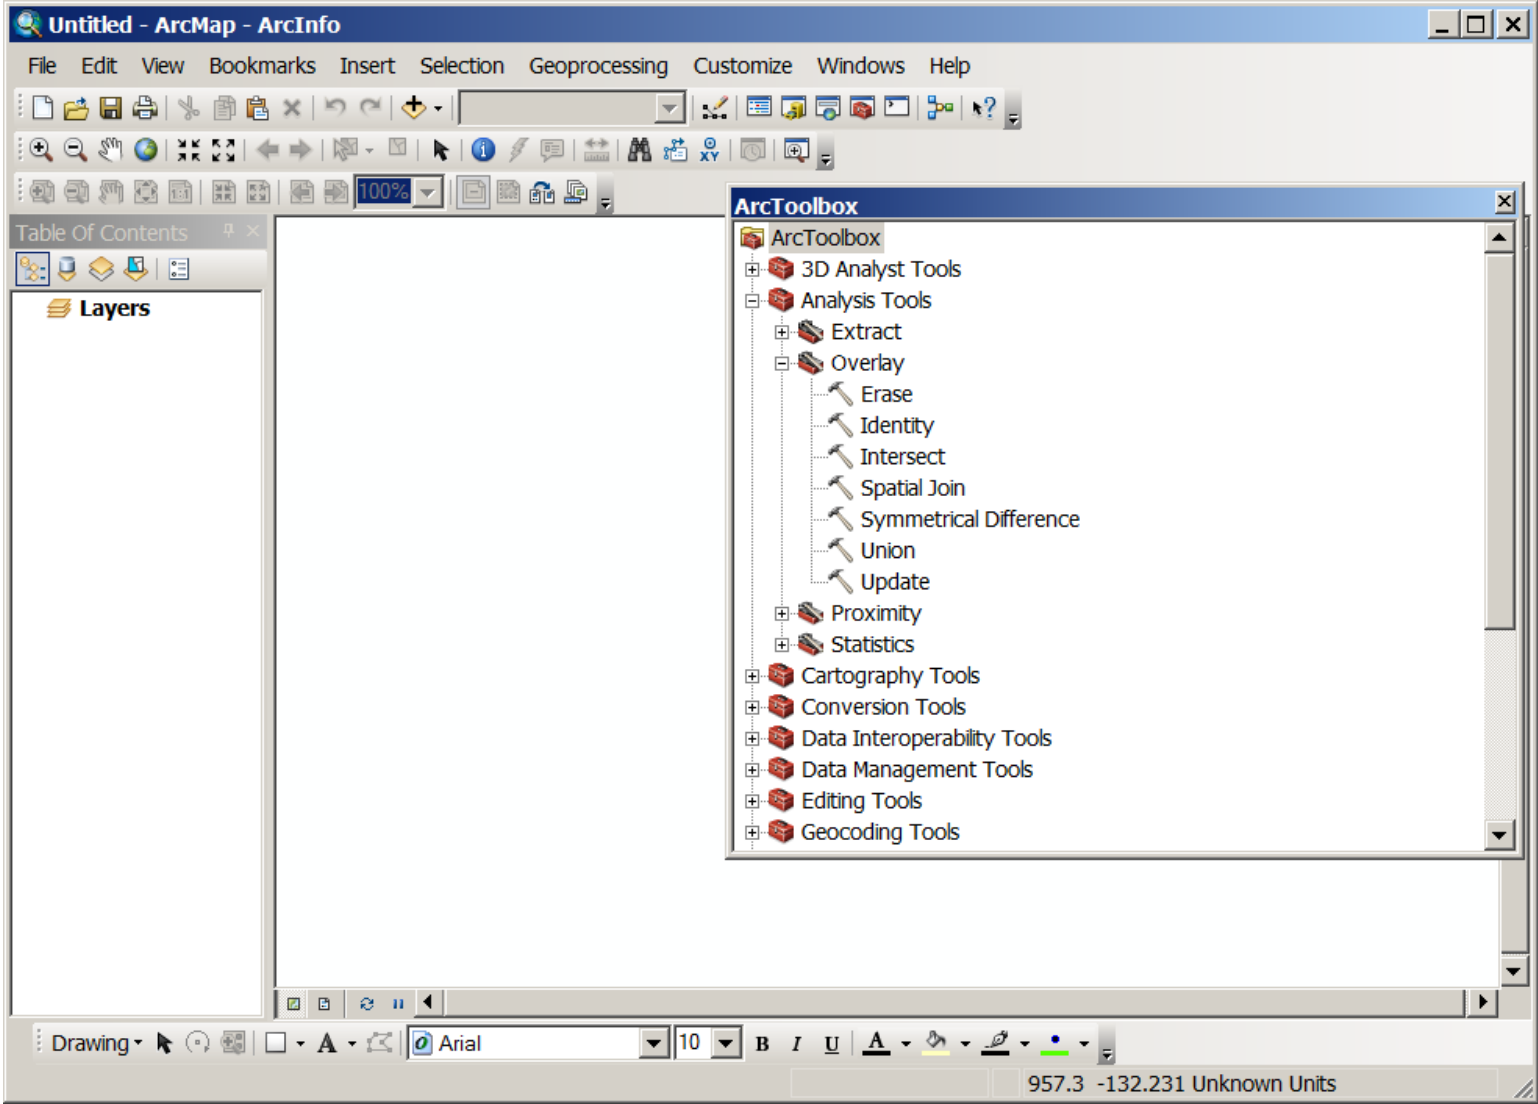 Untitled - ArcMap - ArcInfo
File Edit View Bookmarks Insert Selection Geoprocessing Customize Windows Help
XY
1:1
100%
Table Of Contents
Layers
ArcToolbox
ArcToolbox
3D Analyst Tools
Analysis Tools
Extract
Overlay
Erase
Identity
Intersect
Spatial Join
Symmetrical Difference
Union
Update
Proximity
Statistics
Cartography Tools
Conversion Tools
Data Interoperability Tools
Data Management Tools
Editing Tools
Geocoding Tools
Drawing A Arial 10 B I U A
957.3 -132.231 Unknown Units